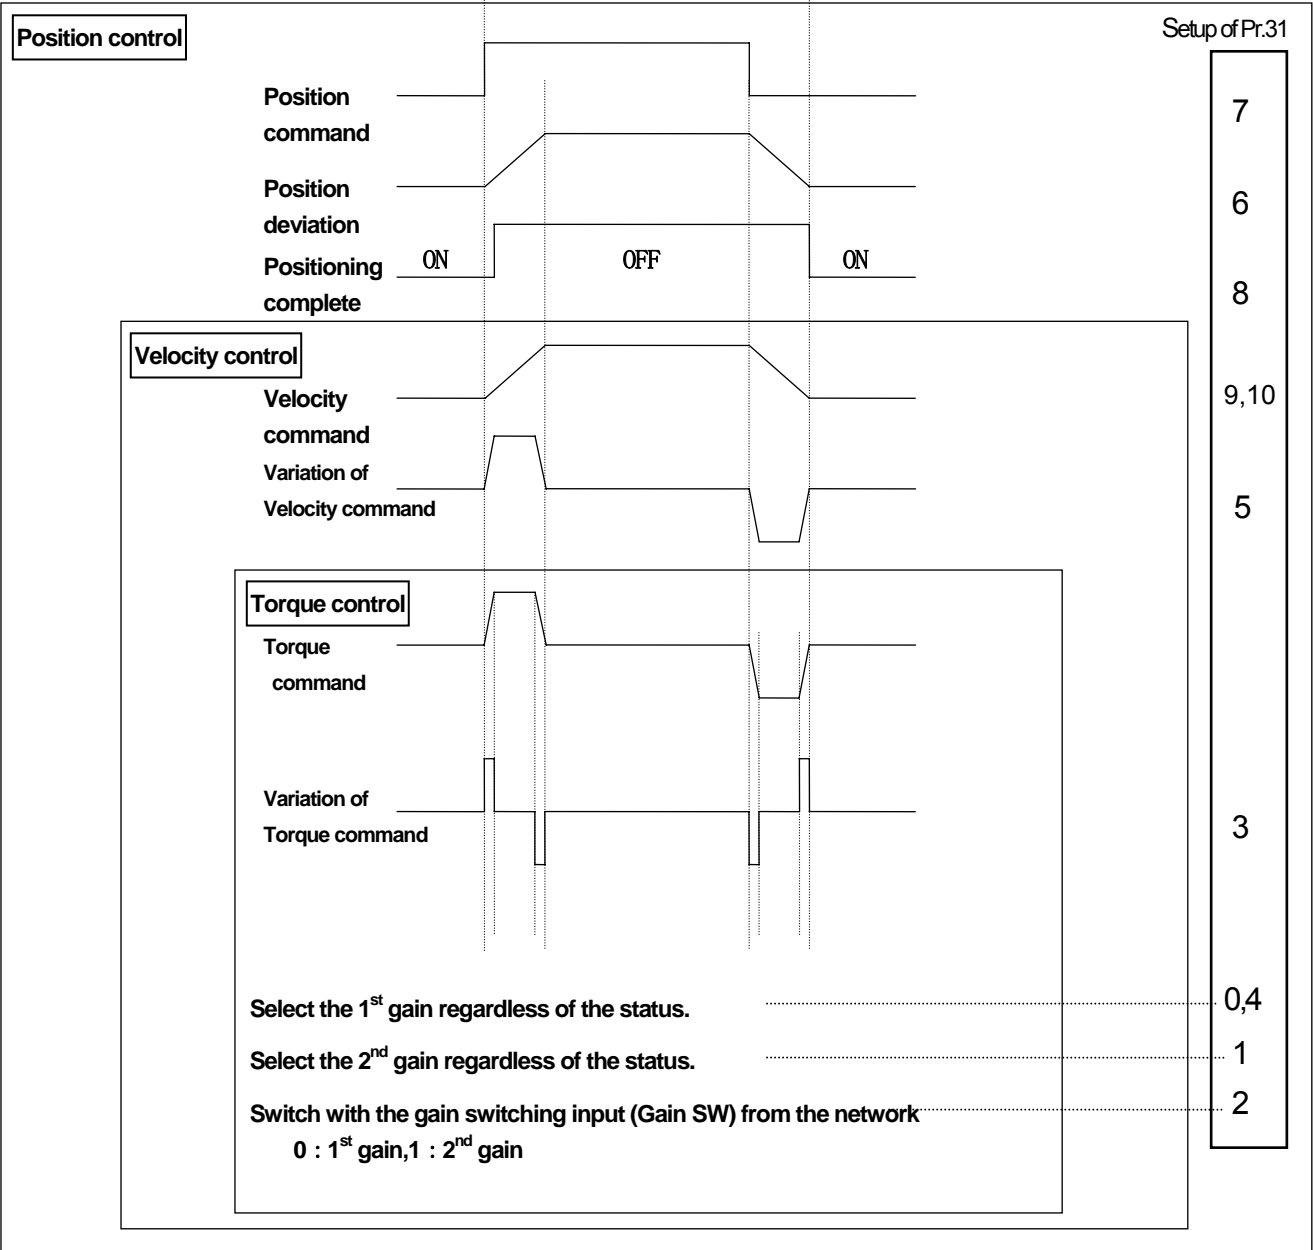 Position control
Setup of Pr.31
Position
command
7
Position
deviation
6
ON
OFF
ON
Positioning
complete
8
Velocity control
Velocity
command
9,10
Variation of
Velocity command
5
Torque control
Torque
command
Variation of
Torque command
3
Select the 1st gain regardless of the status.
0,4
Select the 2nd gain regardless of the status.
1
Switch with the gain switching input (Gain SW) from the network
2
0 : 1st gain,1 : 2nd gain